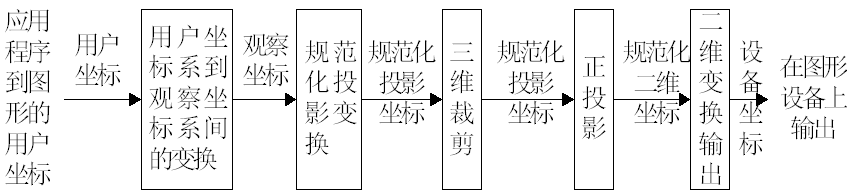 应用
程序
到图
形的
用户
坐标
用户
坐标
用户坐
标系到
观察坐
标系间
的变换
观察
坐标
规范
化投
影变
换
规范化
投影
坐标
三维裁剪
规范化
投影
坐标
正投影
规范化
二维
坐标
二维变换输出
设备坐标
在图形
设备上
输出